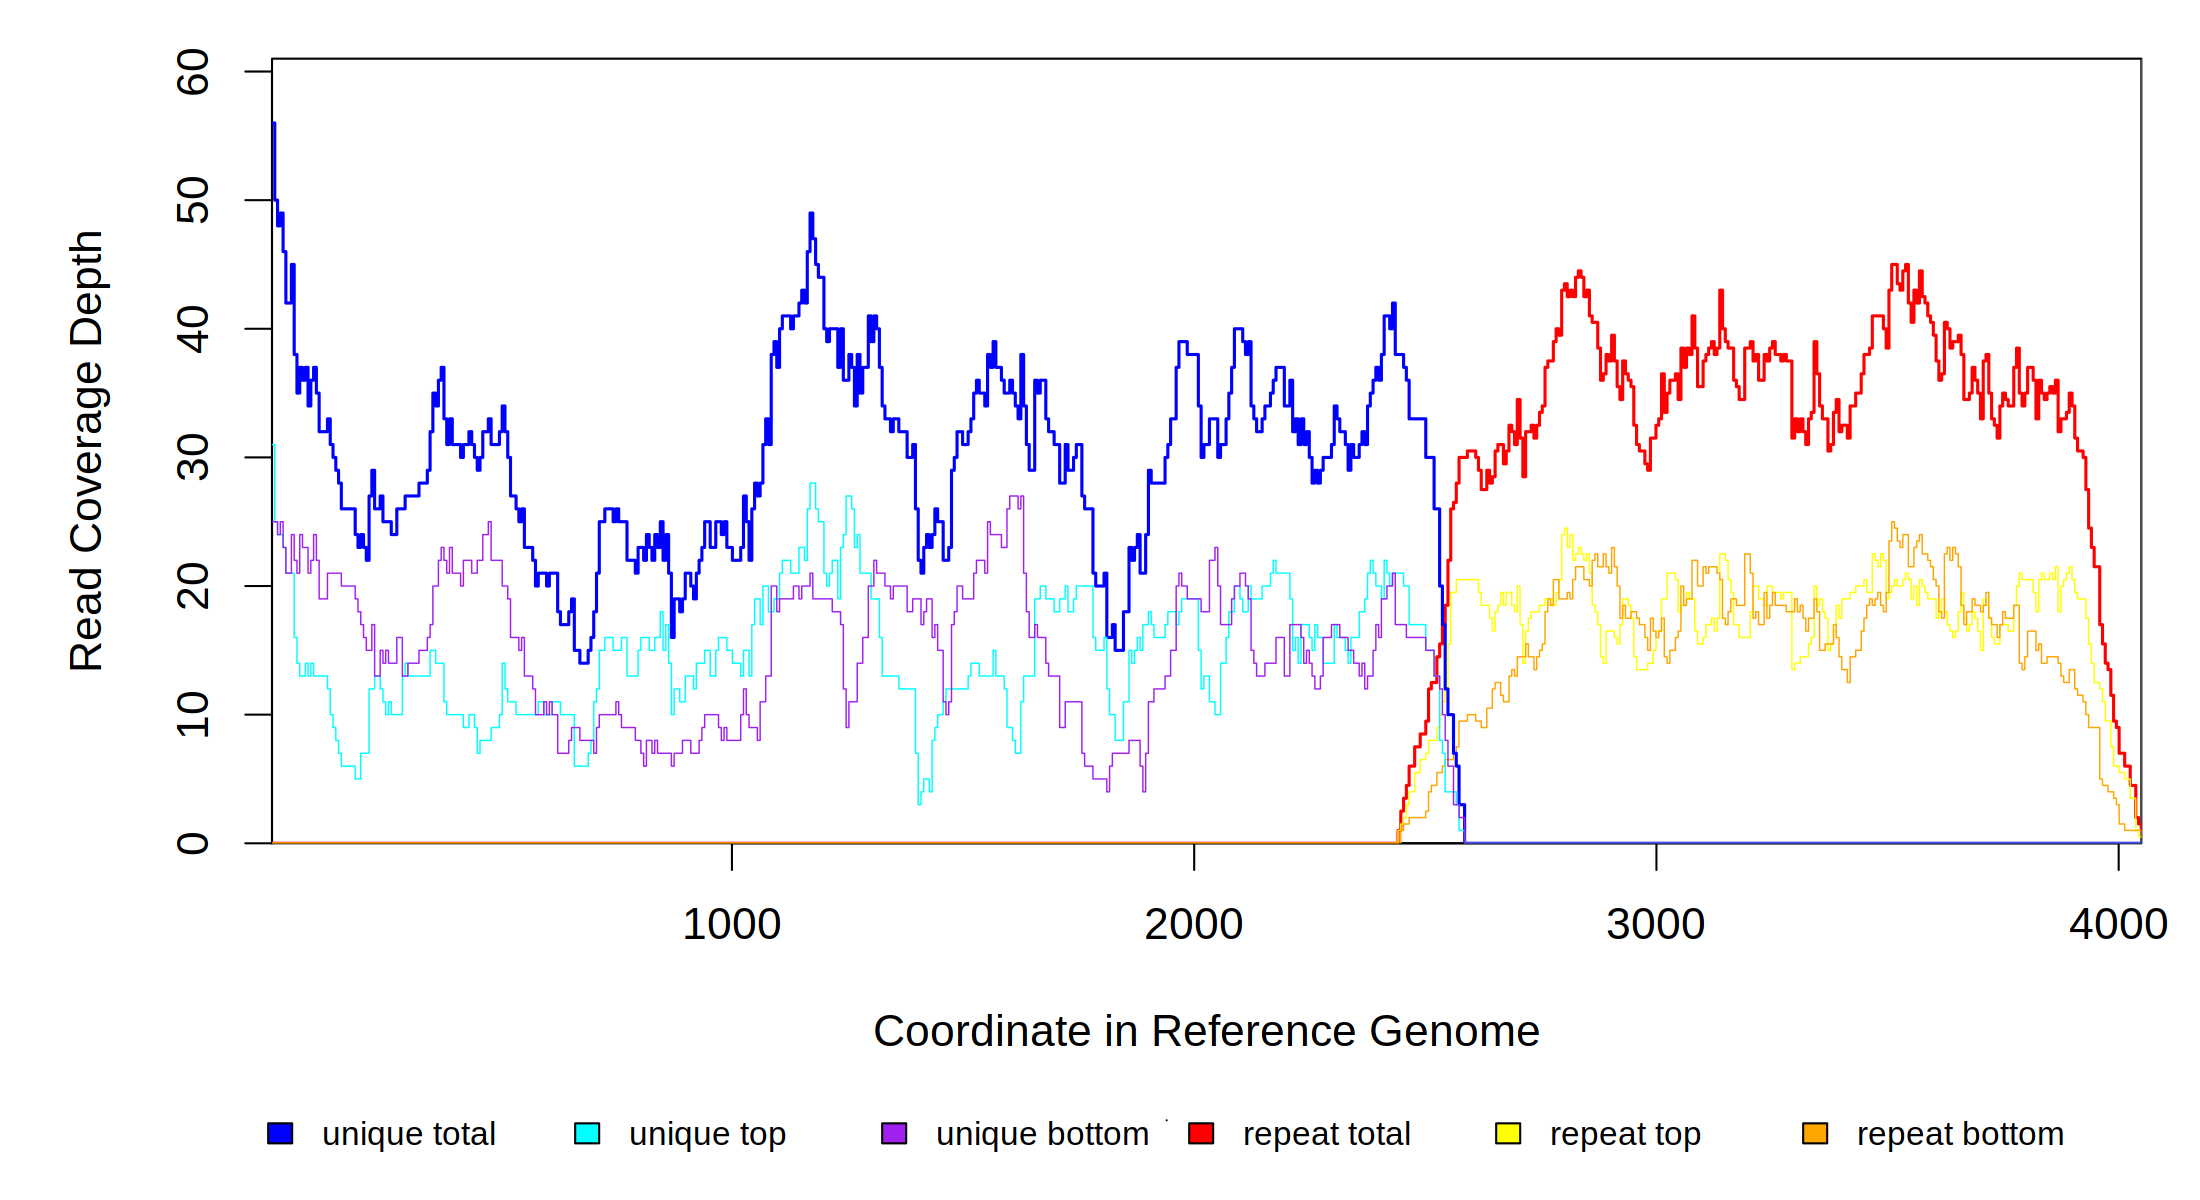 60
50
40
30
20
10
0
Read Coverage Depth
1000 2000 3000 4000
Coordinate in Reference Genome
unique total unique top unique bottom repeat total repeat top repeat bottom